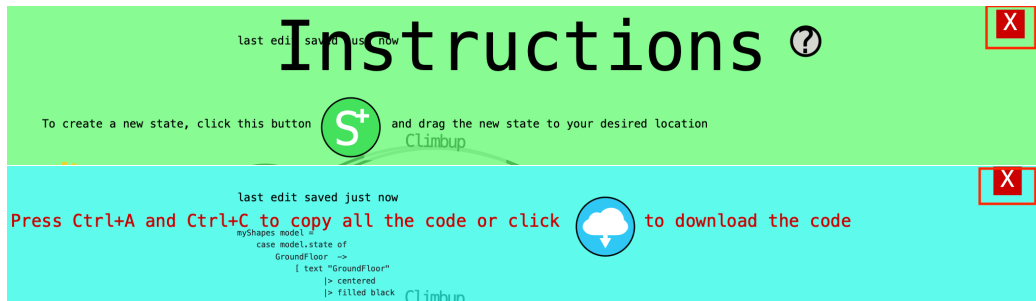 Instructions ?
X
last edit saved just now
To create a new state, click this button S+ and drag the new state to your desired location
Climbup
X
last edit saved just now
Press Ctrl+A and Ctrl+C to copy all the code or click to download the code
myShapes model =
case model.state of
GroundFloor ->
[ text "GroundFloor"
|> centered
|> filled black
Climbup